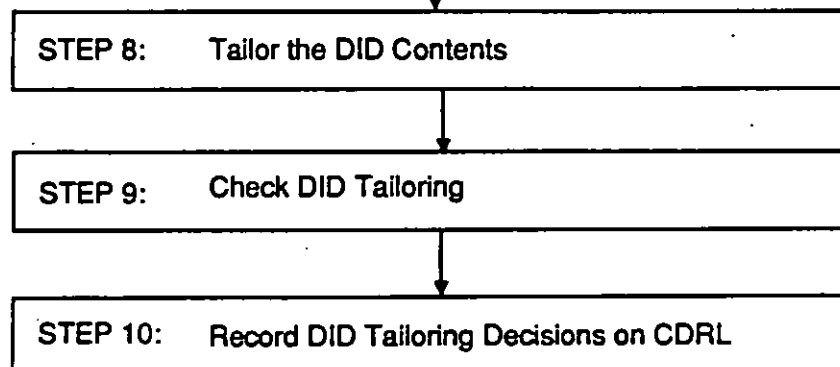 STEP 8: Tailor the DID Contents
STEP 9: Check DID Tailoring
STEP 10: Record DID Tailoring Decisions on CDRL